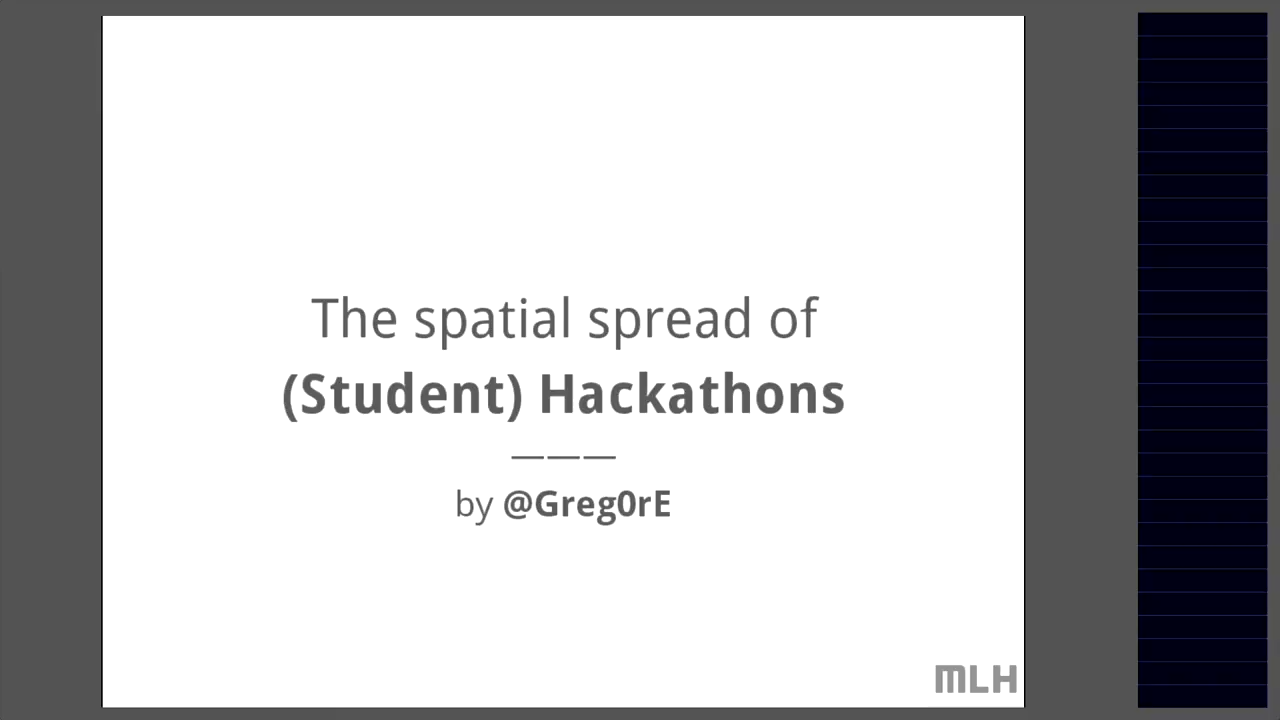 The spatial spread of
(Student) Hackathons
———
by @Greg0rE
MLH